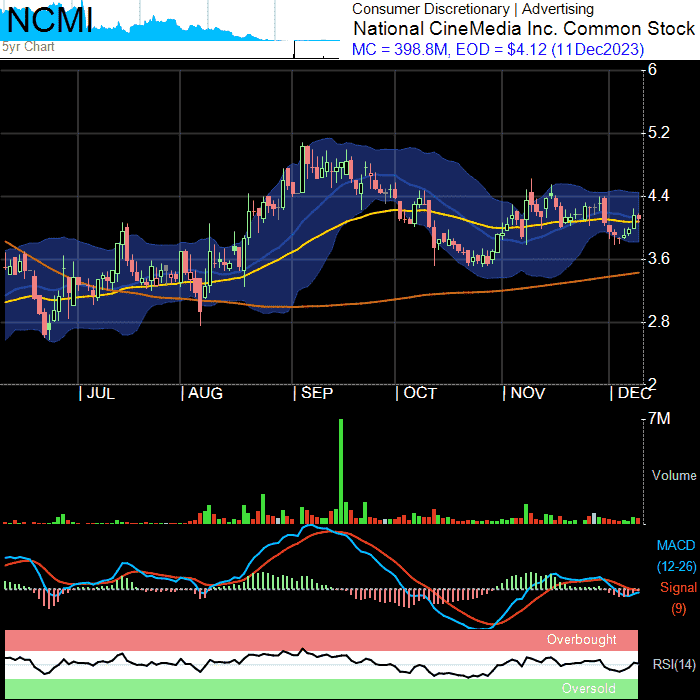 NCMI
5yr Chart
Consumer Discretionary | Advertising
National CineMedia Inc. Common Stock
MC = 398.8M, EOD = $4.12 (11Dec2023)
6
5.2
4.4
3.6
2.8
2
JUL
AUG
SEP
OCT
NOV
DEC
7M
Volume
MACD
(12-26)
Signal
(9)
Overbought
RSI(14)
Oversold